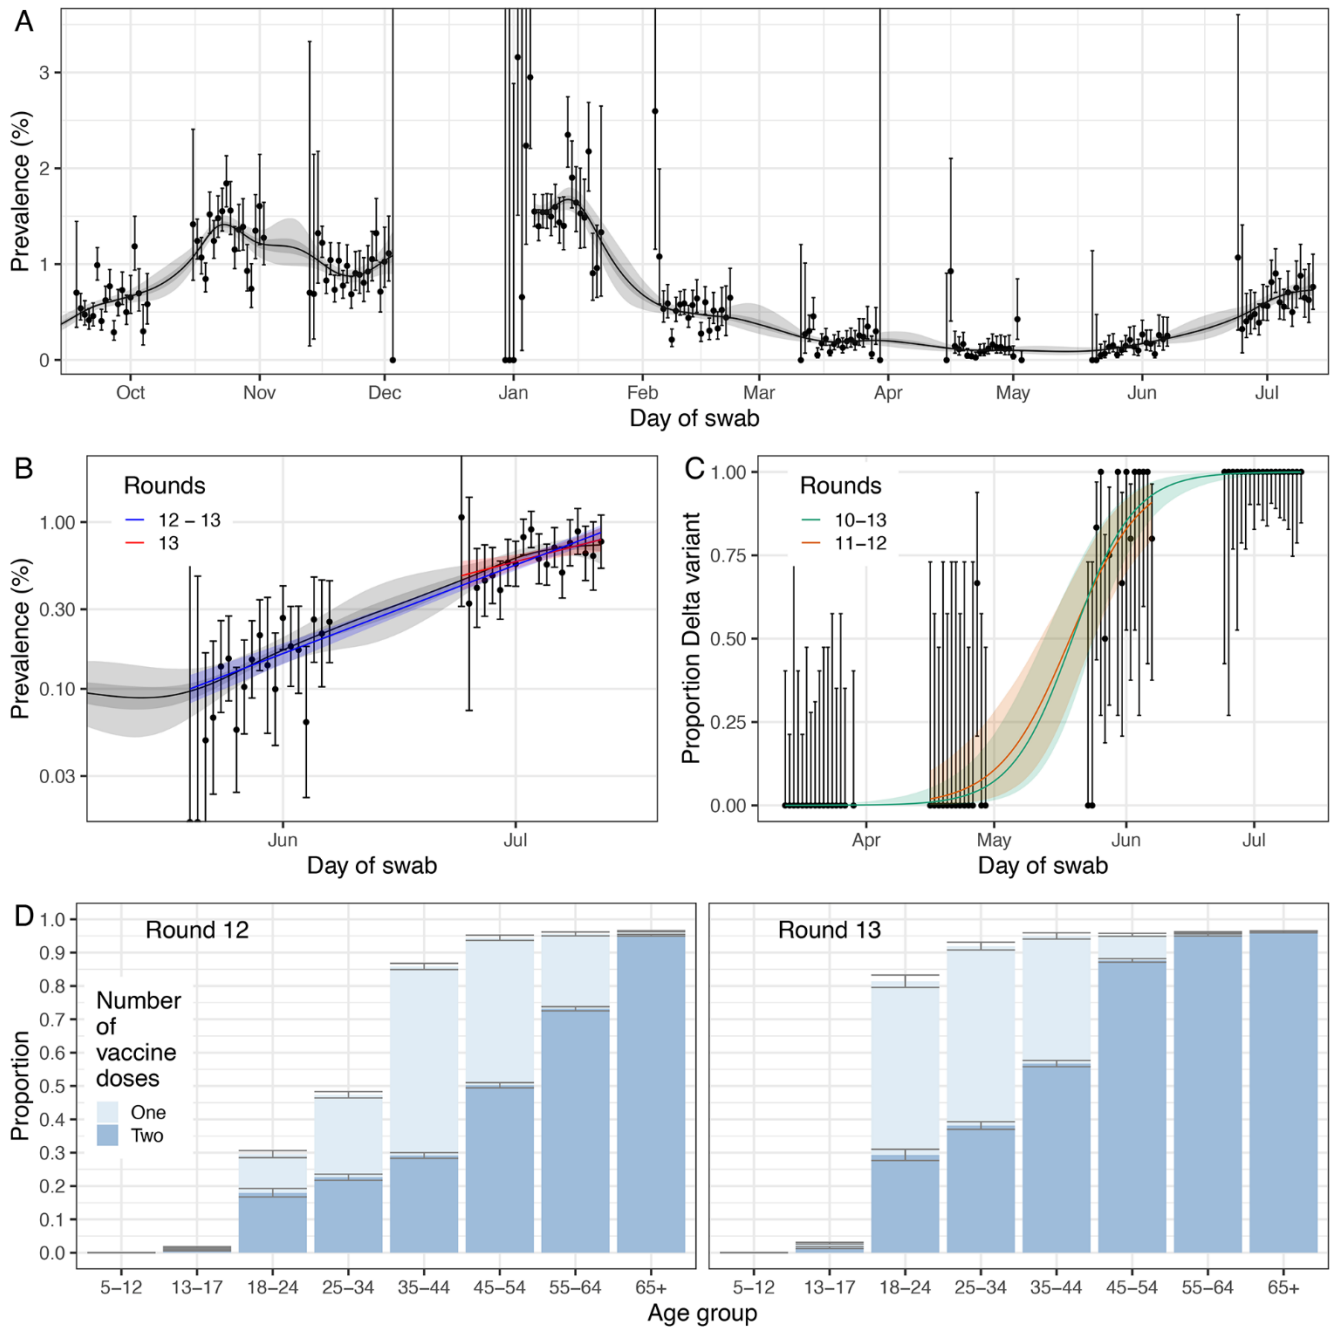 A
Prevalence (%)
3
2
1
0
Oct Nov Dec Jan Feb Mar Apr May Jun Jul
Day of swab
B
Prevalence (%)
Rounds
12 – 13
13
1.00
0.30
0.10
0.03
Jun Jul
Day of swab
C
Proportion Delta variant
Rounds
10–13
11–12
1.00
0.75
0.50
0.25
0.00
Apr May Jun Jul
Day of swab
D
Proportion
1.0
0.9
0.8
0.7
0.6
0.5
0.4
0.3
0.2
0.1
0.0
Round 12
Number
of
vaccine
doses
One
Two
5–12 13–17 18–24 25–34 35–44 45–54 55–64 65+
Round 13
5–12 13–17 18–24 25–34 35–44 45–54 55–64 65+
Age group